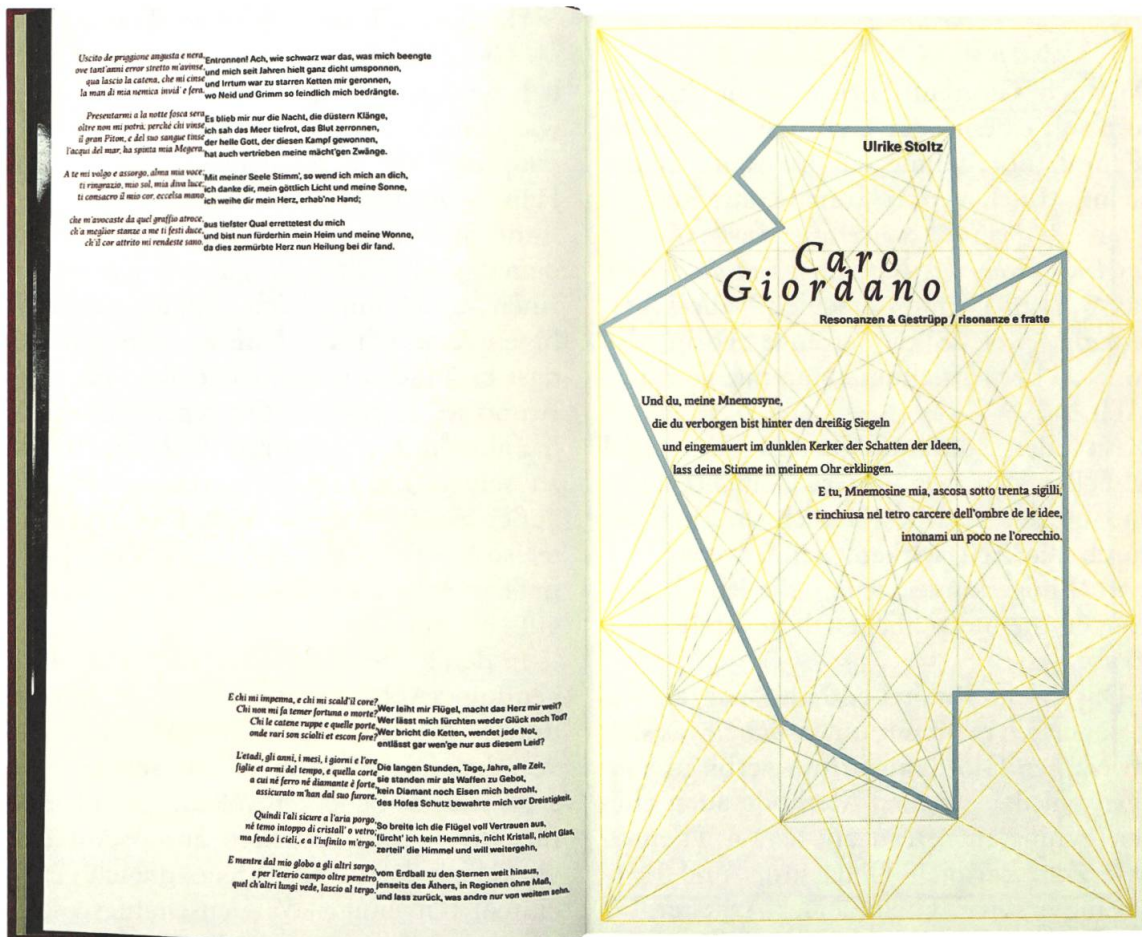 Uscito de priggione angusta e nera,
ove tant'anni error stretto m'avinse,
qua lascio la catena, che mi cinse
la man di mia nemica invid' e fera.
Presentarmi a la notte fosca sera
oltre non mi potrà, perché chi vinse
il gran Piton, e del suo sangue tinse
l'acqui del mar, ha spinta mia Megera.
A te mi volgo e assorgo, alma mia voce:
ti ringrazio, mio sol, mia diva luce;
ti consacro il mio cor, eccelsa mano,
che m'avocaste da quel graffio atroce,
ch'a meglior stanze a me ti festi duce,
ch'il cor attrito mi rendeste sano.
Entronnen! Ach, wie schwarz war das, was mich beengte
und mich seit Jahren hielt ganz dicht umsponnen,
und Irrtum war zu starren Ketten mir geronnen,
wo Neid und Grimm so feindlich mich bedrängte.
Es blieb mir nur die Nacht, die düstern Klänge,
ich sah das Meer tiefrot, das Blut zerronnen,
der helle Gott, der diesen Kampf gewonnen,
hat auch vertrieben meine mächt'gen Zwänge.
Mit meiner Seele Stimm', so wend ich mich an dich,
ich danke dir, mein göttlich Licht und meine Sonne,
ich weihe dir mein Herz, erhab'ne Hand;
aus tiefster Qual errettetest du mich
und bist nun fürderhin mein Heim und meine Wonne,
da dies zermürbte Herz nun Heilung bei dir fand.
E chi mi impenna, e chi mi scald'il core?
Chi non mi fa temer fortuna o morte?
Chi le catene ruppe e quelle porte,
onde rari son sciolti et escon fore?
L'etadi, gli anni, i mesi, i giorni e l'ore
figlie et armi del tempo, e quella corte
a cui né ferro né diamante è forte,
assicurato m'han dal suo furore.
Quindi l'ali sicure a l'aria porgo,
né temo intoppo di cristall' o vetro;
ma fendo i cieli, e a l'infinito m'ergo.
E mentre dal mio globo a gli altri sorgo,
e per l'eterio campo oltre penetro,
quel ch'altri lungi vede, lascio al tergo.
Wer leiht mir Flügel, macht das Herz mir weit?
Wer lässt mich fürchten weder Glück noch Tod?
Wer bricht die Ketten, wendet jede Not,
entlässt gar wen'ge nur aus diesem Leid?
Die langen Stunden, Tage, Jahre, alle Zeit,
sie standen mir als Waffen zu Gebot,
kein Diamant noch Eisen mich bedroht,
des Hofes Schutz bewahrte mich vor Dreistigkeit.
So breite ich die Flügel voll Vertrauen aus,
fürcht' ich kein Hemmnis, nicht Kristall, nicht Glas,
zerteil' die Himmel und will weitergehn,
vom Erdball zu den Sternen weit hinaus,
jenseits des Äthers, in Regionen ohne Maß,
und lass zurück, was andre nur von weitem sehn.
Ulrike Stoltz
Caro
Giordano
Resonanzen & Gestrüpp / risonanze e fratte
Und du, meine Mnemosyne,
die du verborgen bist hinter den dreißig Siegeln
und eingemauert im dunklen Kerker der Schatten der Ideen,
lass deine Stimme in meinem Ohr erklingen.
E tu, Mnemosine mia, ascosa sotto trenta sigilli,
e rinchiusa nel tetro carcere dell'ombre de le idee,
intonami un poco ne l'orecchio.